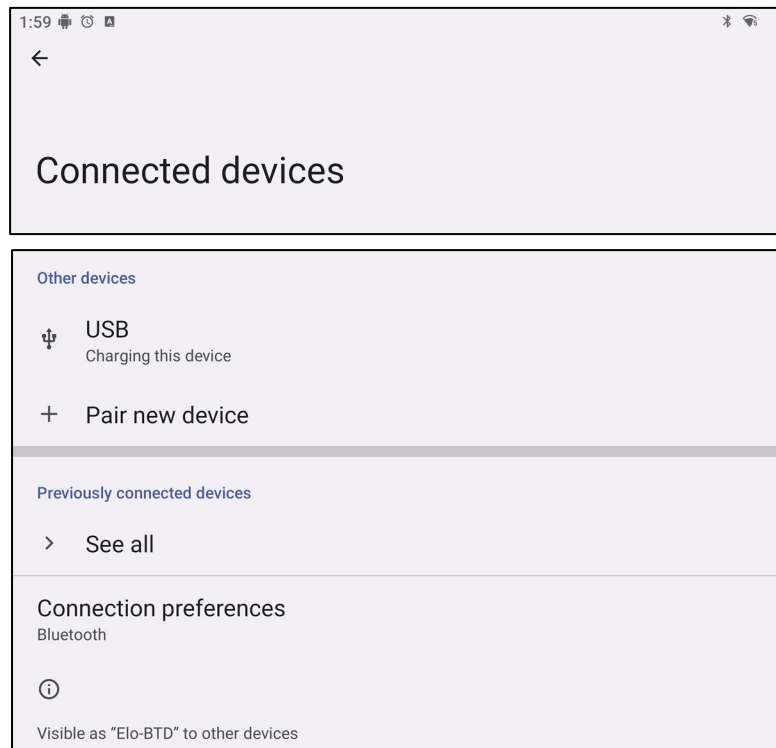 1:59
Connected devices
Other devices
USB
Charging this device
Pair new device
Previously connected devices
See all
Connection preferences
Bluetooth
Visible as “Elo-BTD” to other devices